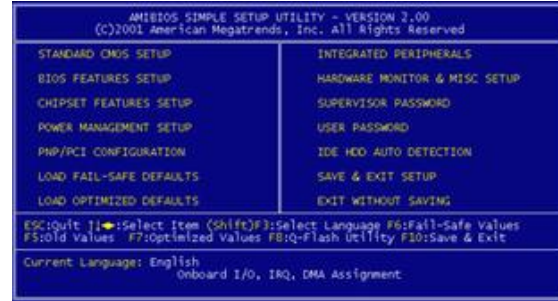 AMIBIOS SIMPLE SETUP UTILITY - VERSION 2.00
(C)2001 American Megatrends, Inc. All Rights Reserved
STANDARD CMOS SETUP
BIOS FEATURES SETUP
CHIPSET FEATURES SETUP
POWER MANAGEMENT SETUP
PNP/PCI CONFIGURATION
LOAD FAIL-SAFE DEFAULTS
LOAD OPTIMIZED DEFAULTS
INTEGRATED PERIPHERALS
HARDWARE MONITOR & MISC SETUP
SUPERVISOR PASSWORD
USER PASSWORD
IDE HDD AUTO DETECTION
SAVE & EXIT SETUP
EXIT WITHOUT SAVING
ESC:Quit ↑↓←→:Select Item (Shift)F3:Select Language F6:Fail-Safe Values
F5:Old Values F7:Optimized Values F8:Q-Flash Utility F10:Save & Exit
Current Language: English
Onboard I/O, IRQ, DMA Assignment